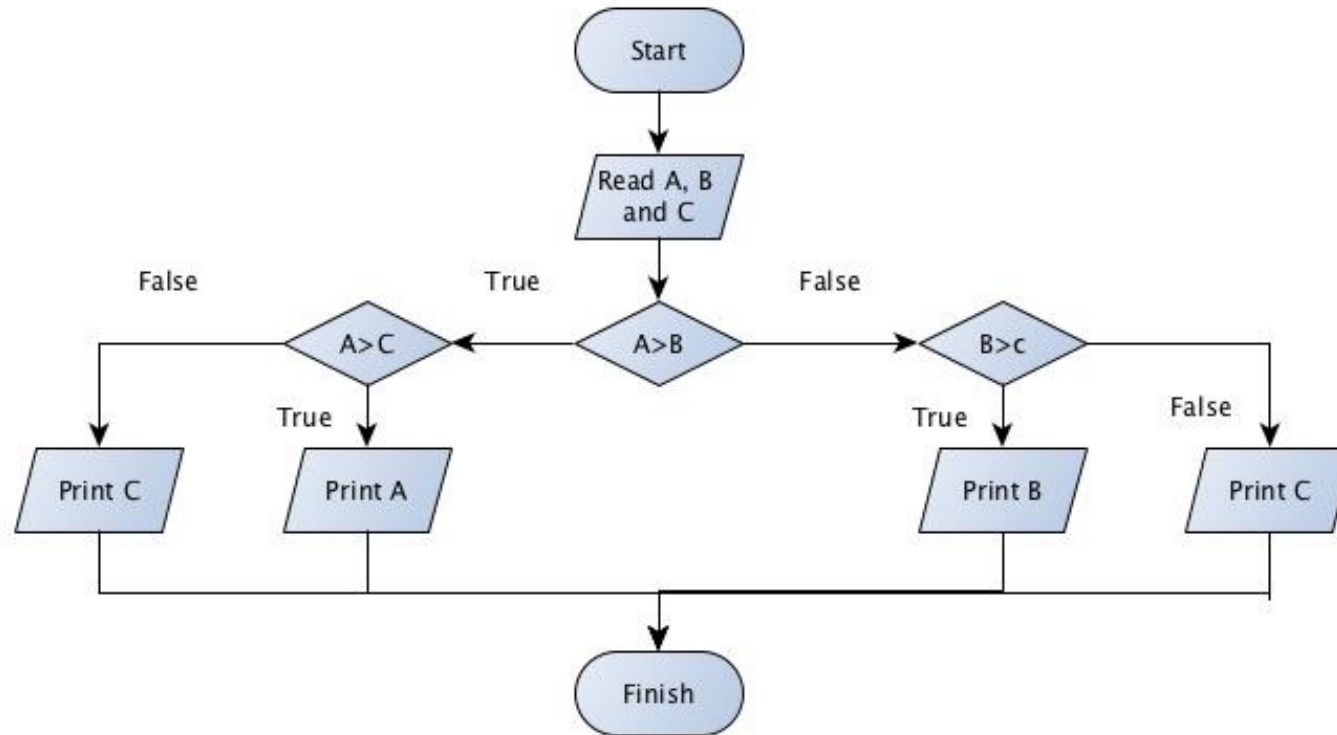 Start
Read A, B
and C
False
True
False
A>C
A>B
B>c
True
True
False
Print C
Print A
Print B
Print C
Finish